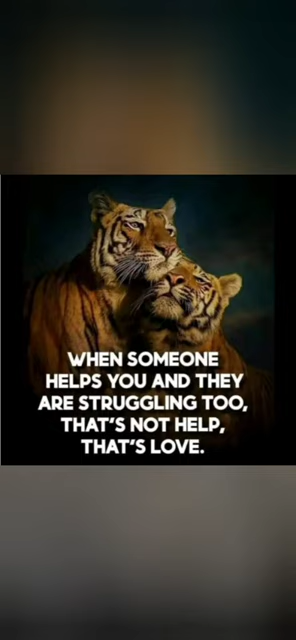 WHEN SOMEONE
HELPS YOU AND THEY
ARE STRUGGLING TOO,
THAT'S NOT HELP,
THAT'S LOVE.